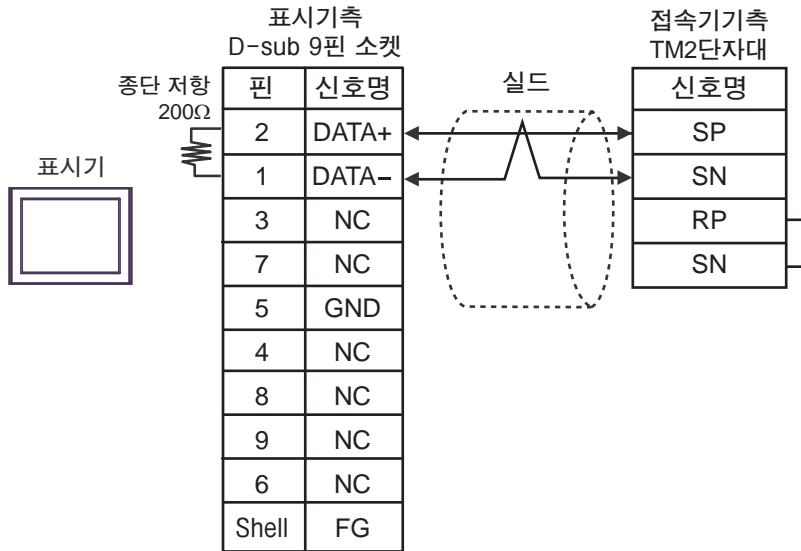 표시기측
D-sub 9핀 소켓
접속기기측
TM2단자대
종단 저항
200Ω
핀 신호명
실드
신호명
2 DATA+
SP
표시기
1 DATA-
SN
3 NC
RP
7 NC
SN
5 GND
4 NC
8 NC
9 NC
6 NC
Shell FG